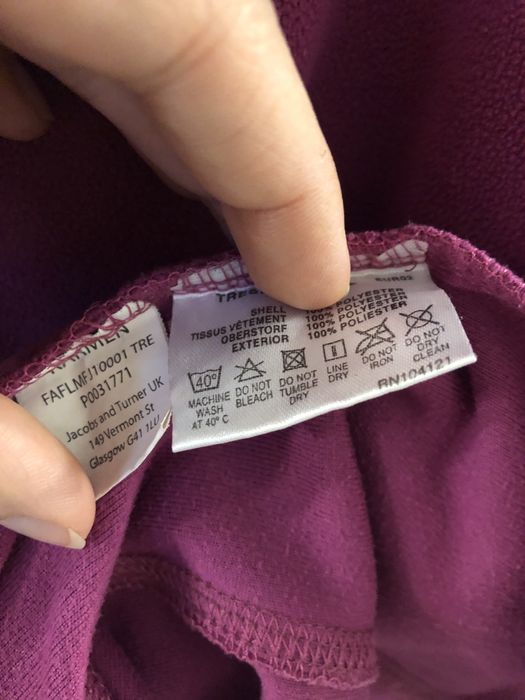 KARMEN
FAFLMFJ10001 TRE
P0031771
Jacobs and Turner UK
149 Vermont St
Glasgow G41 1LU
EUR02
SHELL 100% POLYESTER
TISSUS VÊTEMENT 100% POLYESTER
OBERSTORF 100% POLYESTER
EXTERIOR 100% POLIESTER
40°
MACHINE WASH AT 40° C
DO NOT BLEACH
DO NOT TUMBLE DRY
LINE DRY
DO NOT IRON
DO NOT DRY CLEAN
RN104121